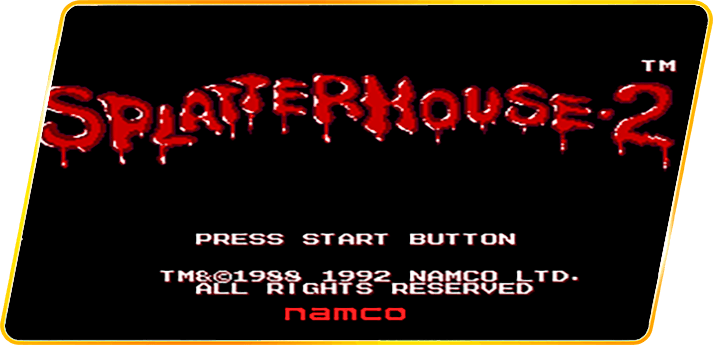 TM
SPLATTERHOUSE·2
PRESS START BUTTON
TM&©1988 1992 NAMCO LTD.
ALL RIGHTS RESERVED
namco